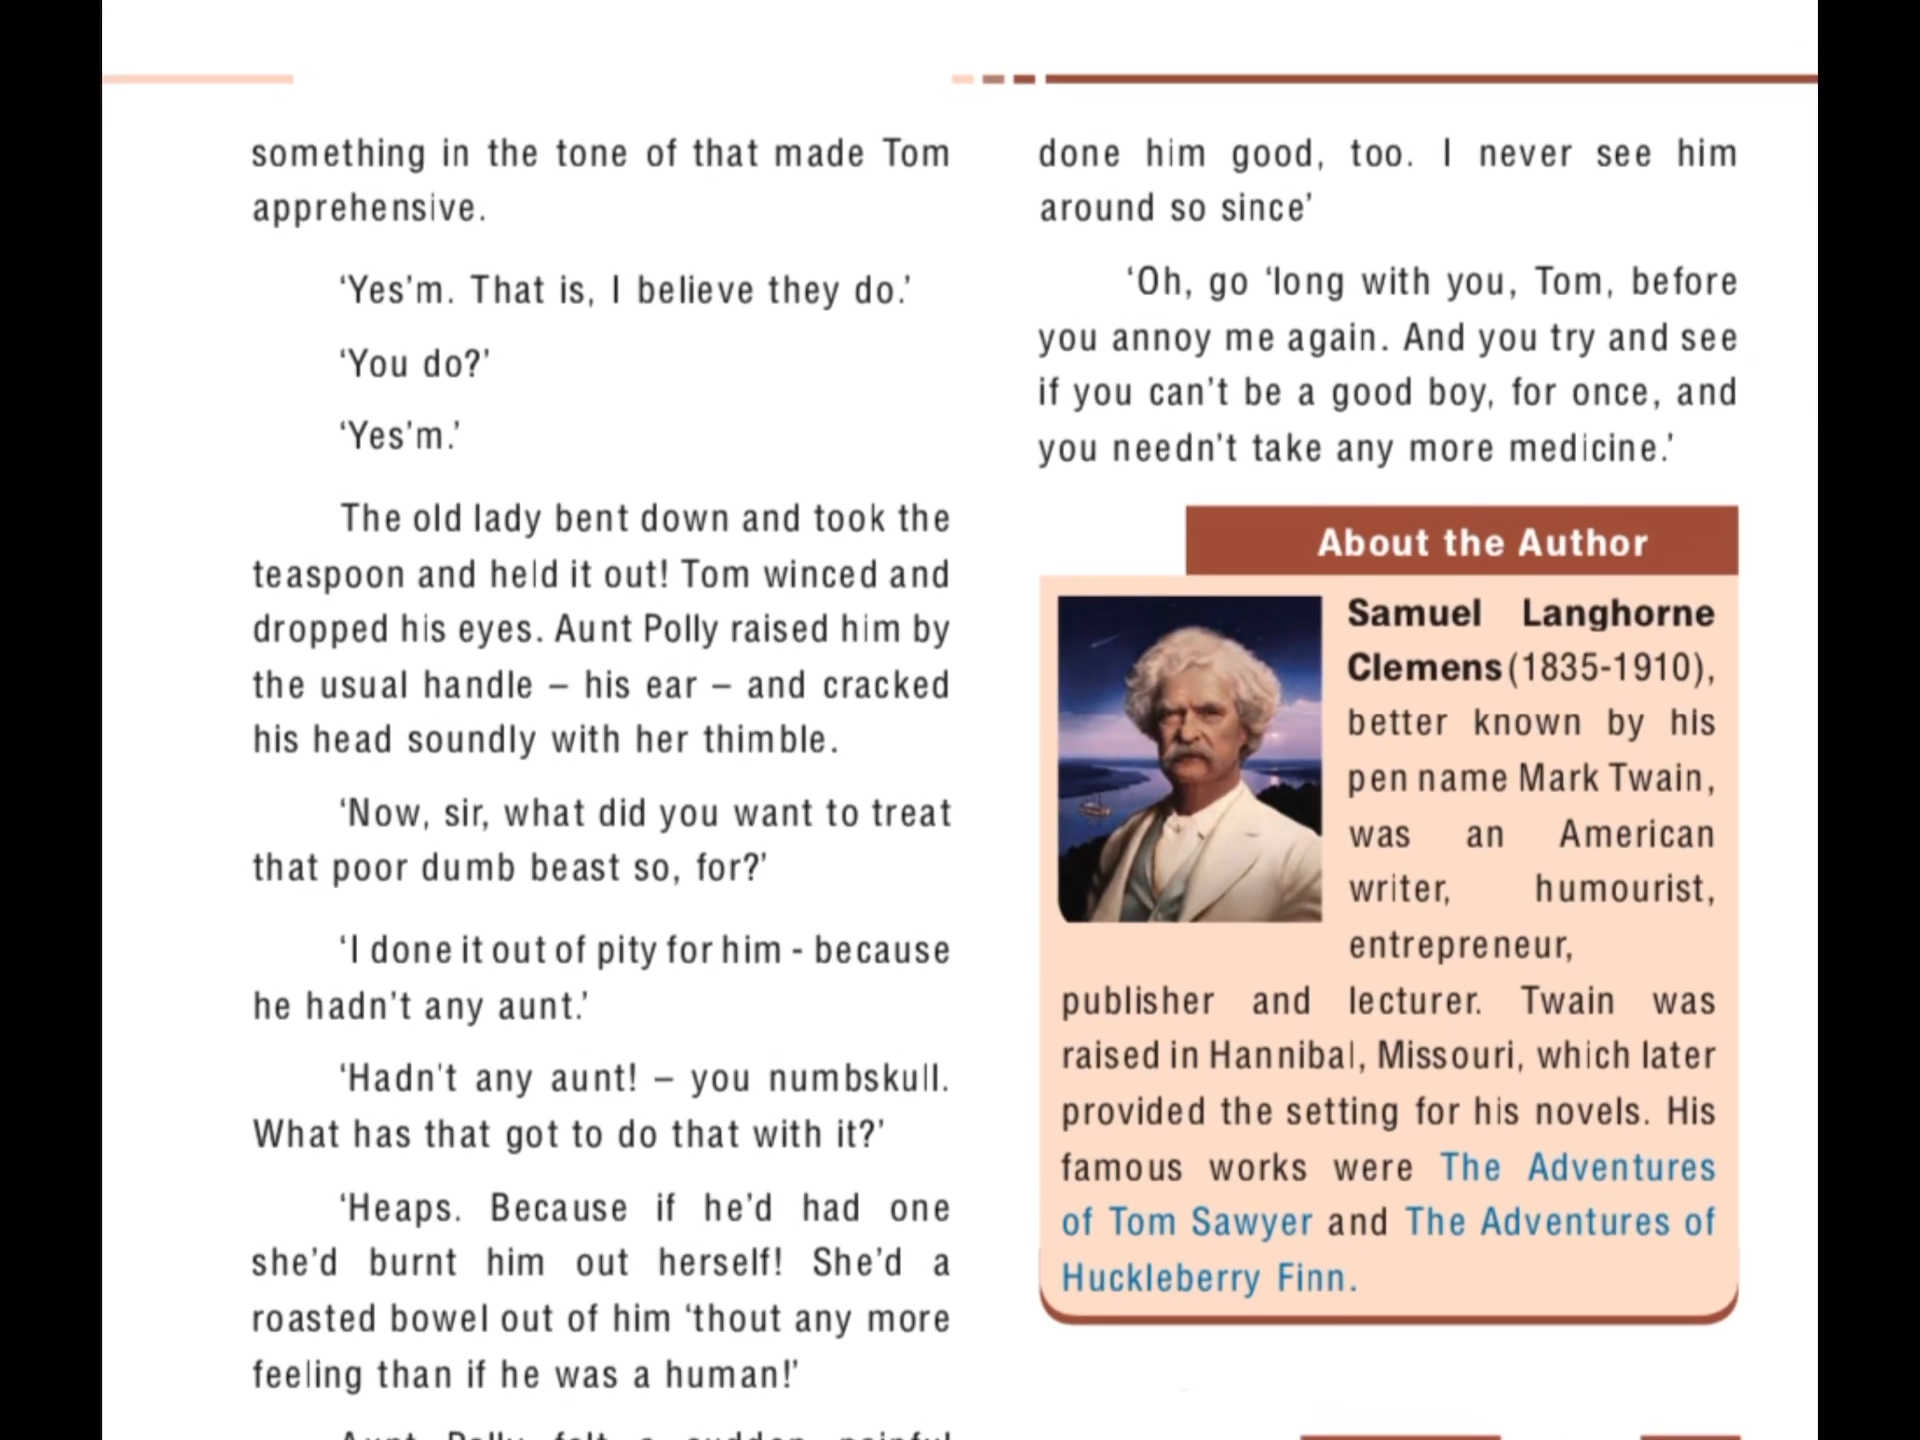 something in the tone of that made Tom
apprehensive.
‘Yes’m. That is, I believe they do.’
‘You do?’
‘Yes’m.’
The old lady bent down and took the
teaspoon and held it out! Tom winced and
dropped his eyes. Aunt Polly raised him by
the usual handle – his ear – and cracked
his head soundly with her thimble.
‘Now, sir, what did you want to treat
that poor dumb beast so, for?’
‘I done it out of pity for him - because
he hadn’t any aunt.’
‘Hadn't any aunt! – you numbskull.
What has that got to do that with it?’
‘Heaps. Because if he’d had one
she’d burnt him out herself! She’d a
roasted bowel out of him ‘thout any more
feeling than if he was a human!’
Aunt Polly felt a sudden painful
done him good, too. I never see him
around so since’
‘Oh, go ‘long with you, Tom, before
you annoy me again. And you try and see
if you can’t be a good boy, for once, and
you needn’t take any more medicine.’
About the Author
Samuel Langhorne
Clemens (1835-1910),
better known by his
pen name Mark Twain,
was an American
writer, humourist,
entrepreneur,
publisher and lecturer. Twain was
raised in Hannibal, Missouri, which later
provided the setting for his novels. His
famous works were The Adventures
of Tom Sawyer and The Adventures of
Huckleberry Finn.